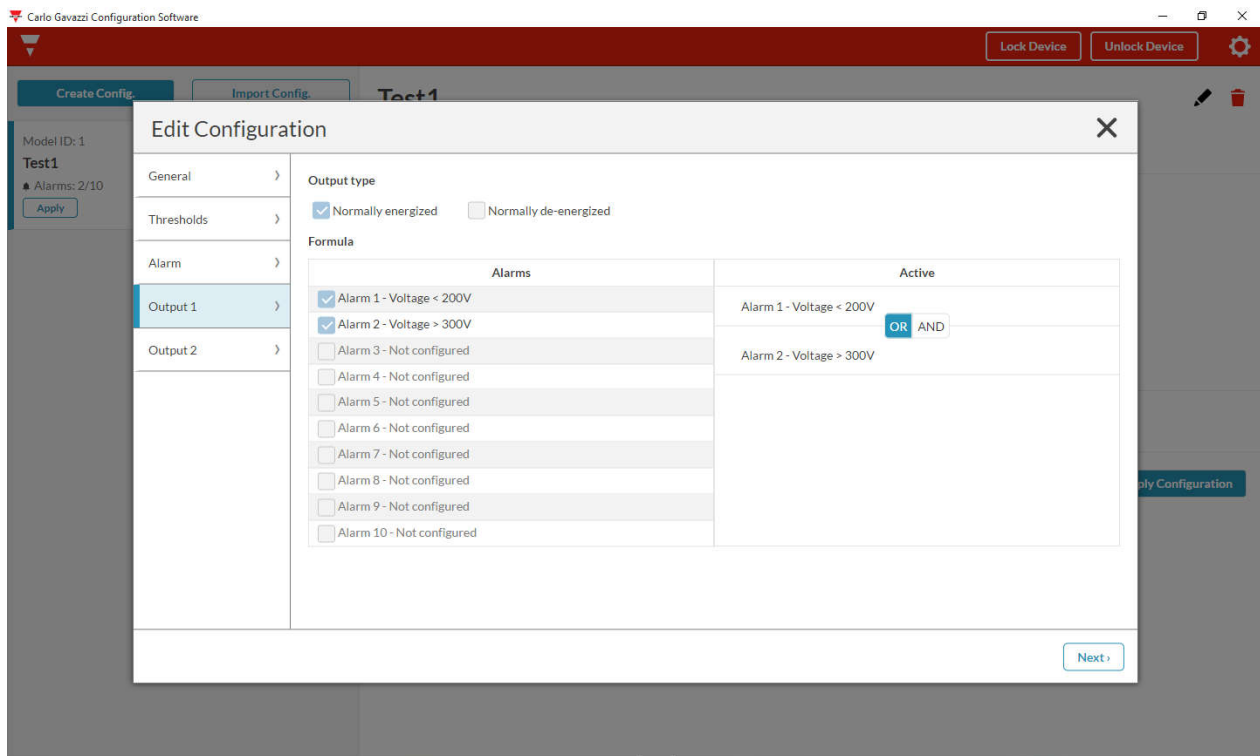 Carlo Gavazzi Configuration Software
Lock Device
Unlock Device
Create Config.
Import Config.
Test1
Model ID: 1
Test1
Alarms: 2/10
Apply
Edit Configuration
General
Thresholds
Alarm
Output 1
Output 2
Output type
Normally energized
Normally de-energized
Formula
Alarms
Active
Alarm 1 - Voltage < 200V
Alarm 2 - Voltage > 300V
Alarm 3 - Not configured
Alarm 4 - Not configured
Alarm 5 - Not configured
Alarm 6 - Not configured
Alarm 7 - Not configured
Alarm 8 - Not configured
Alarm 9 - Not configured
Alarm 10 - Not configured
Alarm 1 - Voltage < 200V
OR AND
Alarm 2 - Voltage > 300V
ply Configuration
Next ›